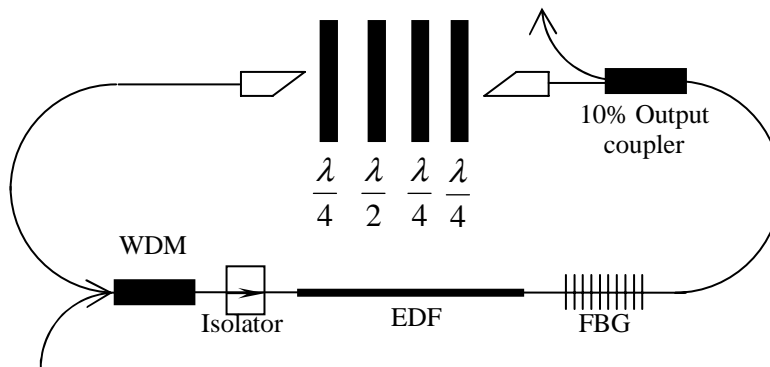 10% Output
coupler
λ/4 λ/2 λ/4 λ/4
WDM
Isolator
EDF
FBG